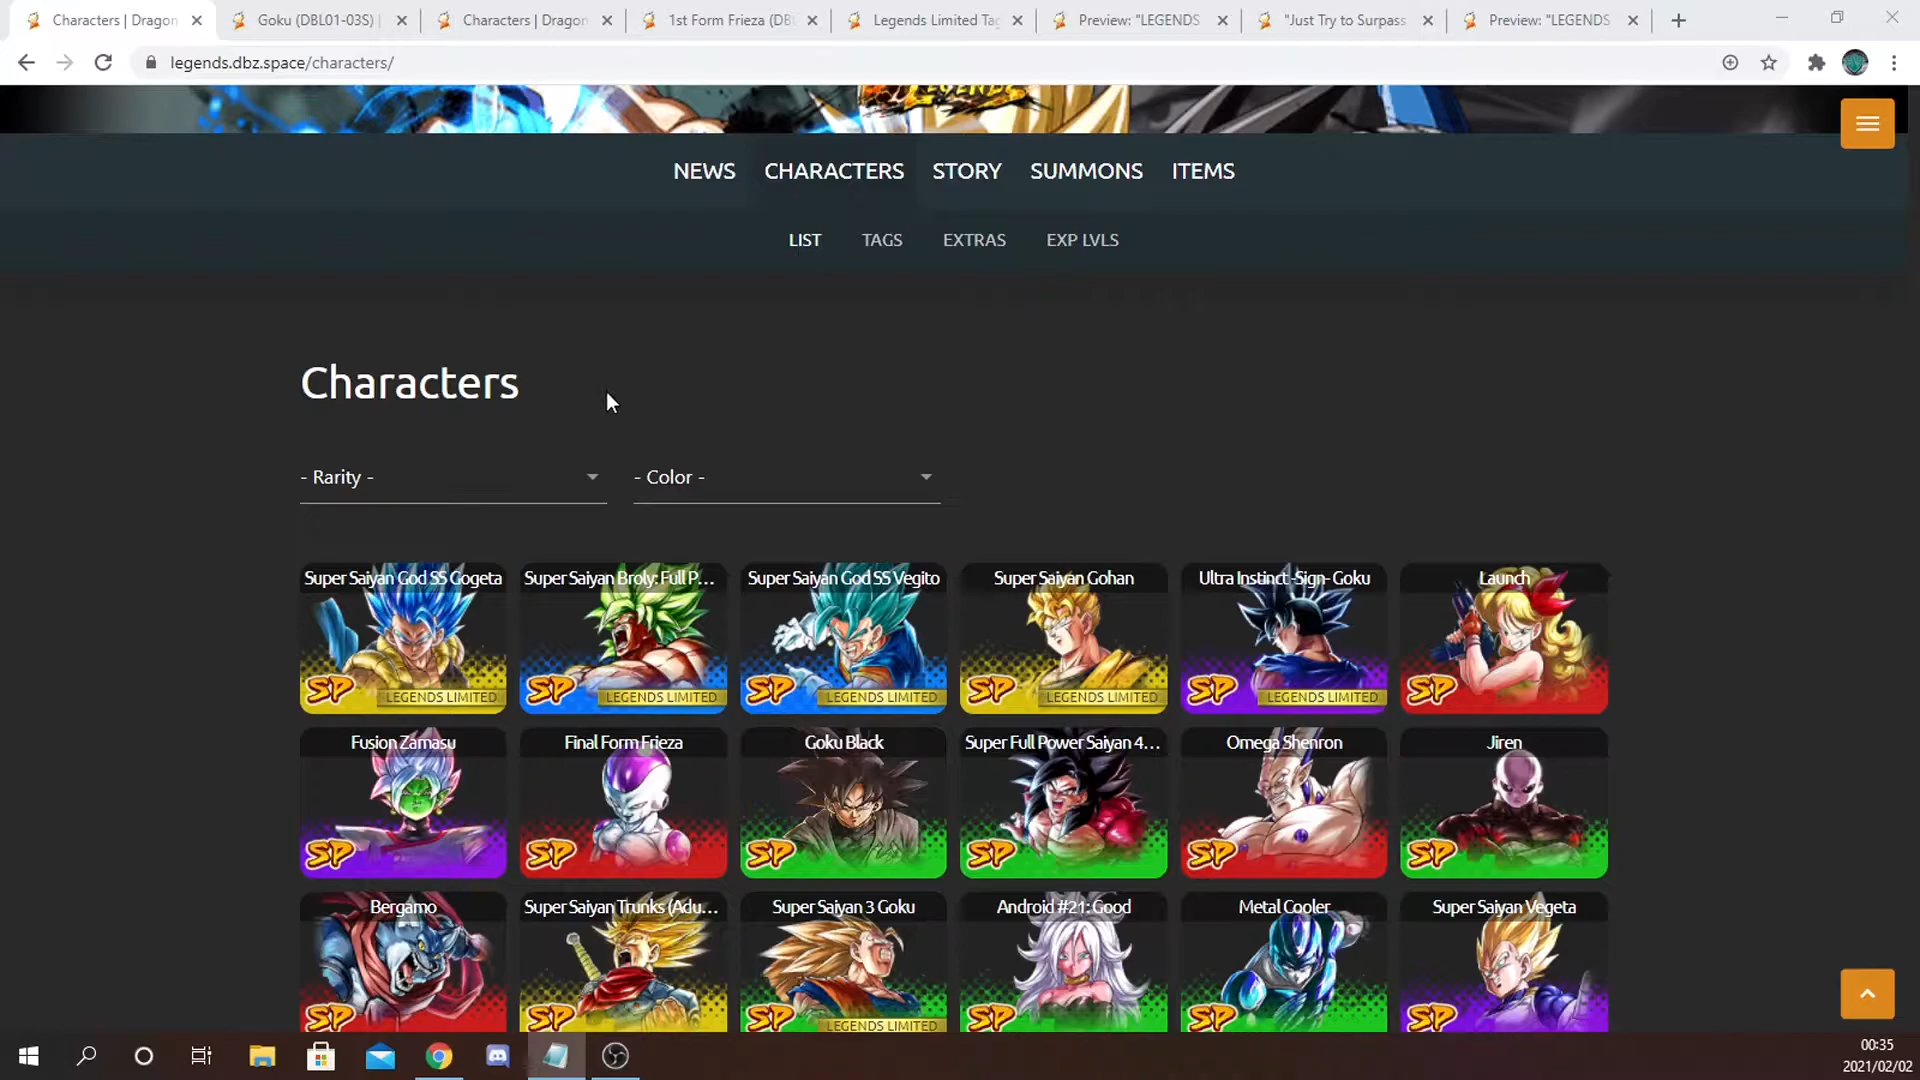 Characters | Dragon
Goku (DBL01-03S) |
Characters | Dragon
1st Form Frieza (DB
Legends Limited Ta
Preview: "LEGENDS
"Just Try to Surpass
Preview: "LEGENDS
legends.dbz.space/characters/
LEGENDS
NEWS CHARACTERS STORY SUMMONS ITEMS
LIST TAGS EXTRAS EXP LVLS
Characters
- Rarity - - Color -
Super Saiyan God SS Gogeta Super Saiyan Broly: Full P... Super Saiyan God SS Vegito Super Saiyan Gohan Ultra Instinct -Sign- Goku Launch
SP LEGENDS LIMITED SP LEGENDS LIMITED SP LEGENDS LIMITED SP LEGENDS LIMITED SP LEGENDS LIMITED SP
Fusion Zamasu Final Form Frieza Goku Black Super Full Power Saiyan 4... Omega Shenron Jiren
SP SP SP SP SP SP
Bergamo Super Saiyan Trunks (Adu... Super Saiyan 3 Goku Android #21: Good Metal Cooler Super Saiyan Vegeta
SP SP SP LEGENDS LIMITED SP SP SP
00:35
2021/02/02